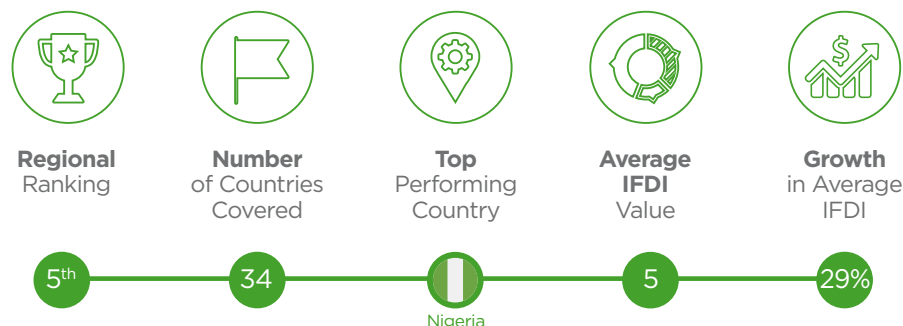 Regional
Ranking
Number
of Countries
Covered
Top
Performing
Country
Average
IFDI
Value
Growth
in Average
IFDI
$
5th
34
5
29%
Nigeria